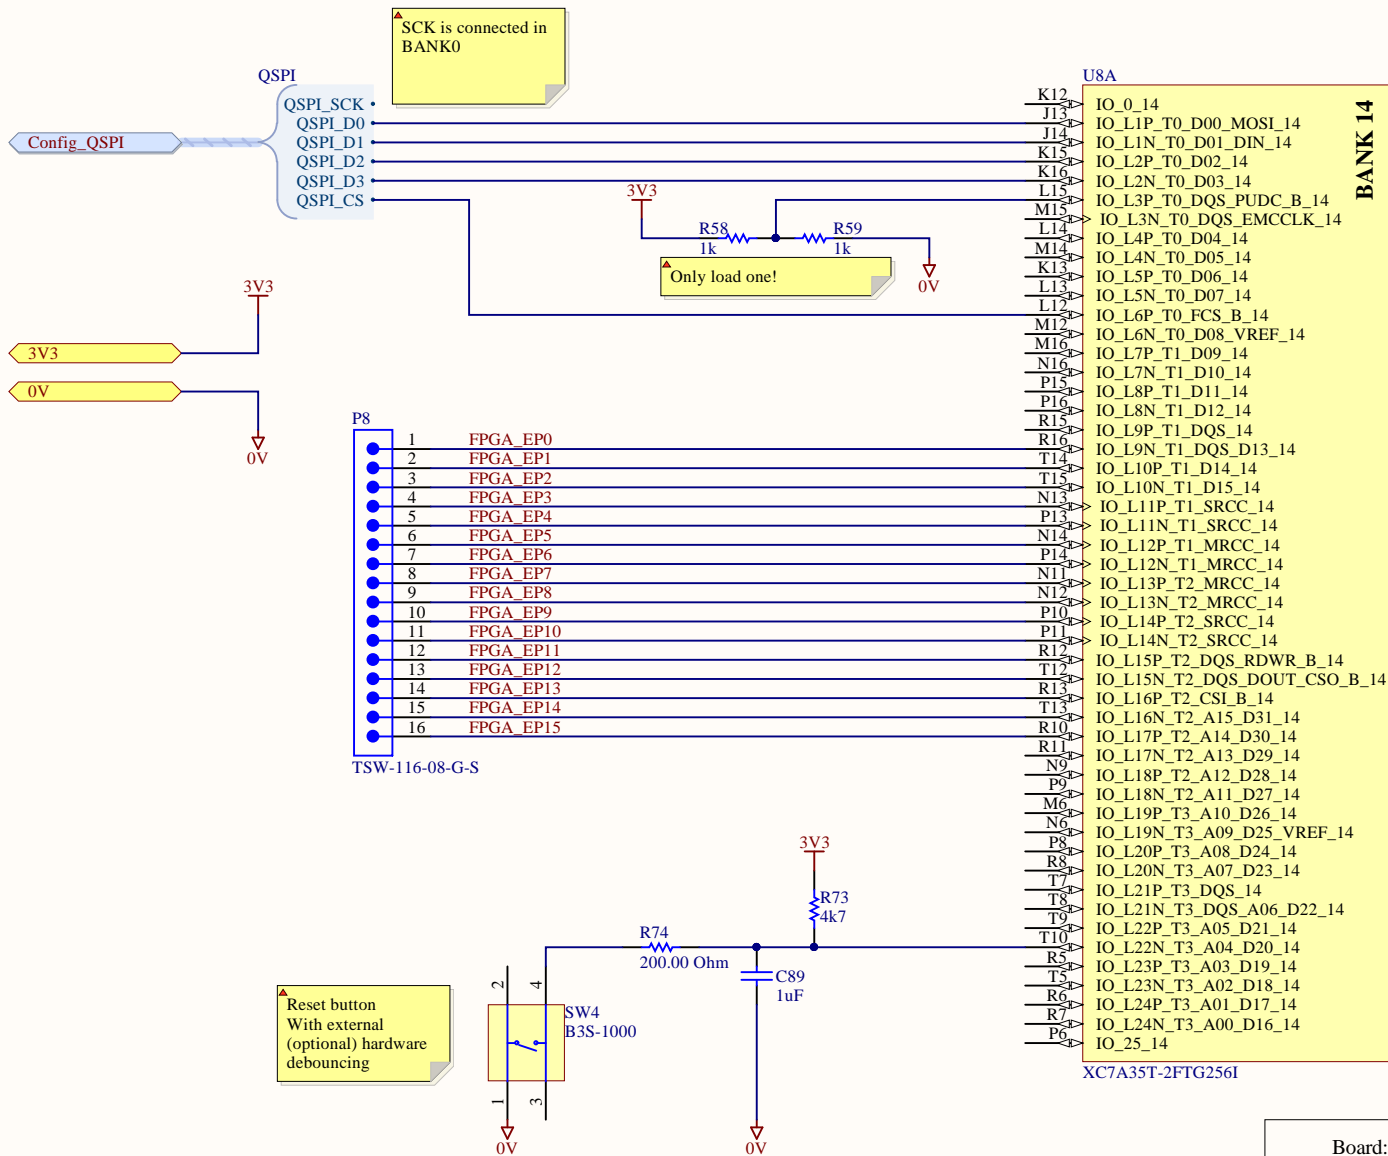 SCK is connected in
BANK0
QSPI
QSPI_SCK
QSPI_D0
QSPI_D1
QSPI_D2
QSPI_D3
QSPI_CS
Config_QSPI
3V3
R58
1k
R59
1k
0V
Only load one!
3V3
3V3
0V
0V
P8
1 FPGA_EP0
2 FPGA_EP1
3 FPGA_EP2
4 FPGA_EP3
5 FPGA_EP4
6 FPGA_EP5
7 FPGA_EP6
8 FPGA_EP7
9 FPGA_EP8
10 FPGA_EP9
11 FPGA_EP10
12 FPGA_EP11
13 FPGA_EP12
14 FPGA_EP13
15 FPGA_EP14
16 FPGA_EP15
TSW-116-08-G-S
U8A
BANK 14
K12 IO_0_14
J13 IO_L1P_T0_D00_MOSI_14
J14 IO_L1N_T0_D01_DIN_14
K15 IO_L2P_T0_D02_14
K16 IO_L2N_T0_D03_14
L15 IO_L3P_T0_DQS_PUDC_B_14
M15 IO_L3N_T0_DQS_EMCCLK_14
L14 IO_L4P_T0_D04_14
M14 IO_L4N_T0_D05_14
K13 IO_L5P_T0_D06_14
L13 IO_L5N_T0_D07_14
L12 IO_L6P_T0_FCS_B_14
M12 IO_L6N_T0_D08_VREF_14
M16 IO_L7P_T1_D09_14
N16 IO_L7N_T1_D10_14
P15 IO_L8P_T1_D11_14
P16 IO_L8N_T1_D12_14
R15 IO_L9P_T1_DQS_14
R16 IO_L9N_T1_DQS_D13_14
T14 IO_L10P_T1_D14_14
T15 IO_L10N_T1_D15_14
N13 IO_L11P_T1_SRCC_14
P13 IO_L11N_T1_SRCC_14
N14 IO_L12P_T1_MRCC_14
P14 IO_L12N_T1_MRCC_14
N11 IO_L13P_T2_MRCC_14
N12 IO_L13N_T2_MRCC_14
P10 IO_L14P_T2_SRCC_14
P11 IO_L14N_T2_SRCC_14
R12 IO_L15P_T2_DQS_RDWR_B_14
T12 IO_L15N_T2_DQS_DOUT_CSO_B_14
R13 IO_L16P_T2_CSI_B_14
T13 IO_L16N_T2_A15_D31_14
R10 IO_L17P_T2_A14_D30_14
R11 IO_L17N_T2_A13_D29_14
N9 IO_L18P_T2_A12_D28_14
P9 IO_L18N_T2_A11_D27_14
M6 IO_L19P_T3_A10_D26_14
N6 IO_L19N_T3_A09_D25_VREF_14
P8 IO_L20P_T3_A08_D24_14
R8 IO_L20N_T3_A07_D23_14
T7 IO_L21P_T3_DQS_14
T8 IO_L21N_T3_DQS_A06_D22_14
T9 IO_L22P_T3_A05_D21_14
T10 IO_L22N_T3_A04_D20_14
R5 IO_L23P_T3_A03_D19_14
T5 IO_L23N_T3_A02_D18_14
R6 IO_L24P_T3_A01_D17_14
R7 IO_L24N_T3_A00_D16_14
P6 IO_25_14
XC7A35T-2FTG256I
3V3
R73
4k7
R74
200.00 Ohm
C89
1uF
0V
Reset button
With external
(optional) hardware
debouncing
2
4
SW4
B3S-1000
1
3
0V
Board: